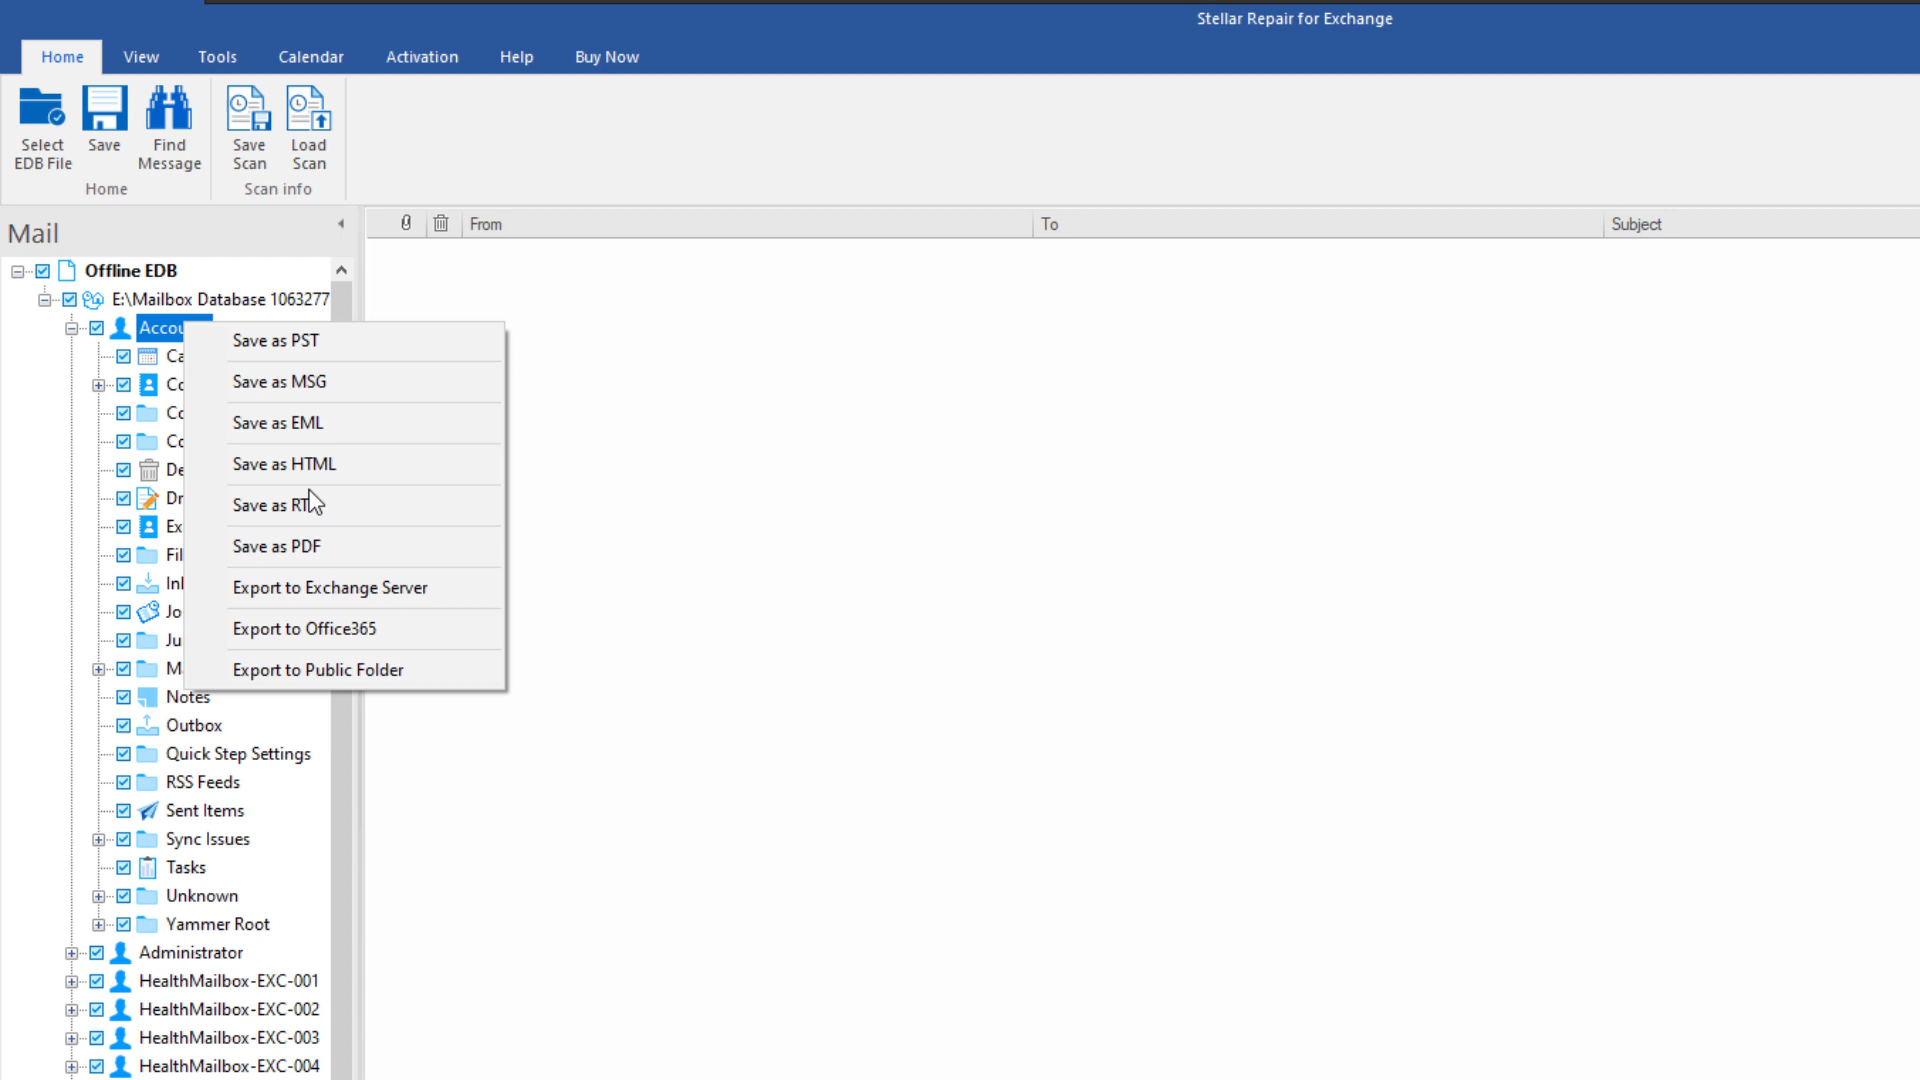 Stellar Repair for Exchange
Home View Tools Calendar Activation Help Buy Now
Select EDB File
Save
Find Message
Save Scan
Load Scan
Home
Scan info
Mail
From To Subject
Offline EDB
E:\Mailbox Database 1063277
Save as PST
Save as MSG
Save as EML
Save as HTML
Save as
Save as PDF
Export to Exchange Server
Export to Office365
Export to Public Folder
Notes
Outbox
Quick Step Settings
RSS Feeds
Sent Items
Sync Issues
Tasks
Unknown
Yammer Root
Administrator
HealthMailbox-EXC-001
HealthMailbox-EXC-002
HealthMailbox-EXC-003
HealthMailbox-EXC-004